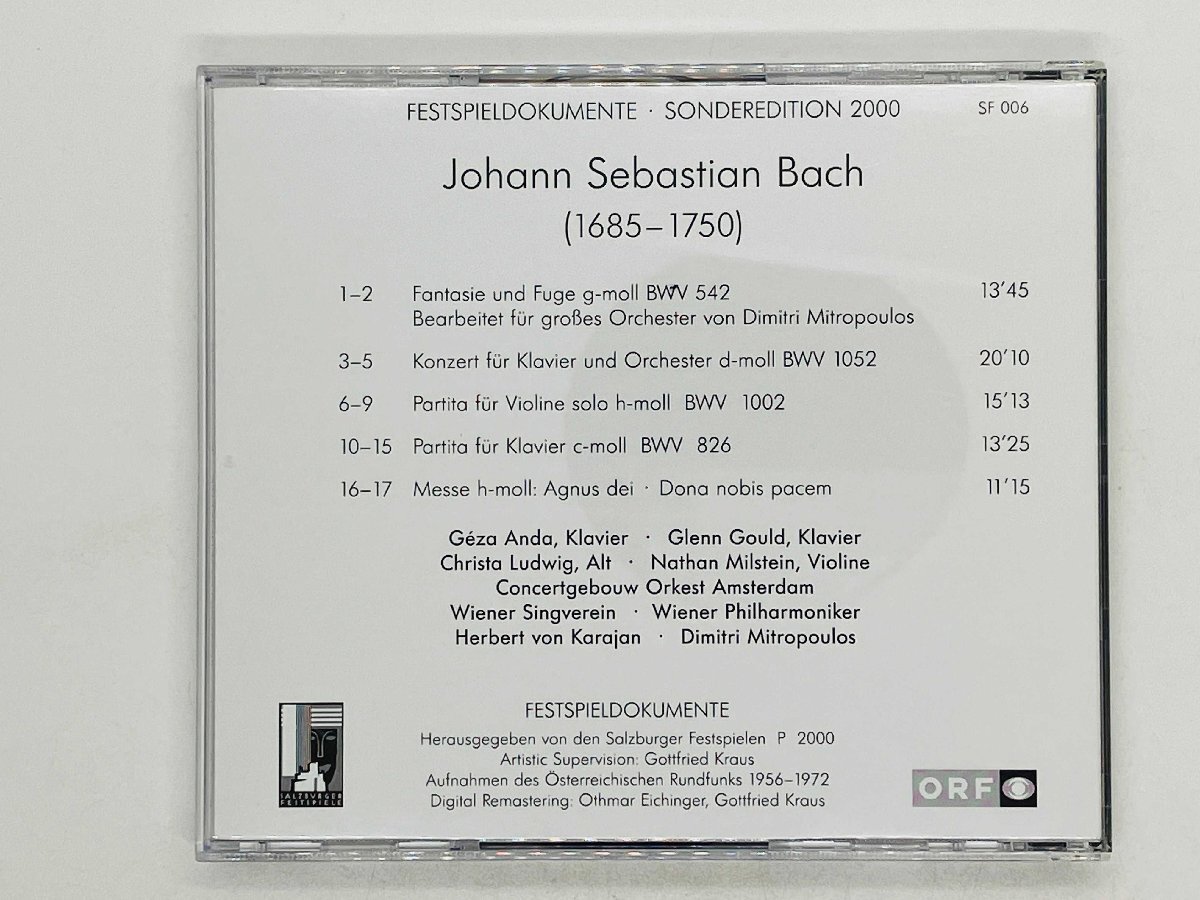 FESTSPIELDOKUMENTE · SONDEREDITION 2000 SF 006
Johann Sebastian Bach
(1685–1750)
1–2 Fantasie und Fuge g-moll BWV 542 13'45
Bearbeitet für großes Orchester von Dimitri Mitropoulos
3–5 Konzert für Klavier und Orchester d-moll BWV 1052 20'10
6–9 Partita für Violine solo h-moll BWV 1002 15'13
10–15 Partita für Klavier c-moll BWV 826 13'25
16–17 Messe h-moll: Agnus dei · Dona nobis pacem 11'15
Géza Anda, Klavier · Glenn Gould, Klavier
Christa Ludwig, Alt · Nathan Milstein, Violine
Concertgebouw Orkest Amsterdam
Wiener Singverein · Wiener Philharmoniker
Herbert von Karajan · Dimitri Mitropoulos
FESTSPIELDOKUMENTE
Herausgegeben von den Salzburger Festspielen P 2000
Artistic Supervision: Gottfried Kraus
Aufnahmen des Österreichischen Rundfunks 1956–1972
Digital Remastering: Othmar Eichinger, Gottfried Kraus
SALZBURGER
FESTSPIELE
ORF